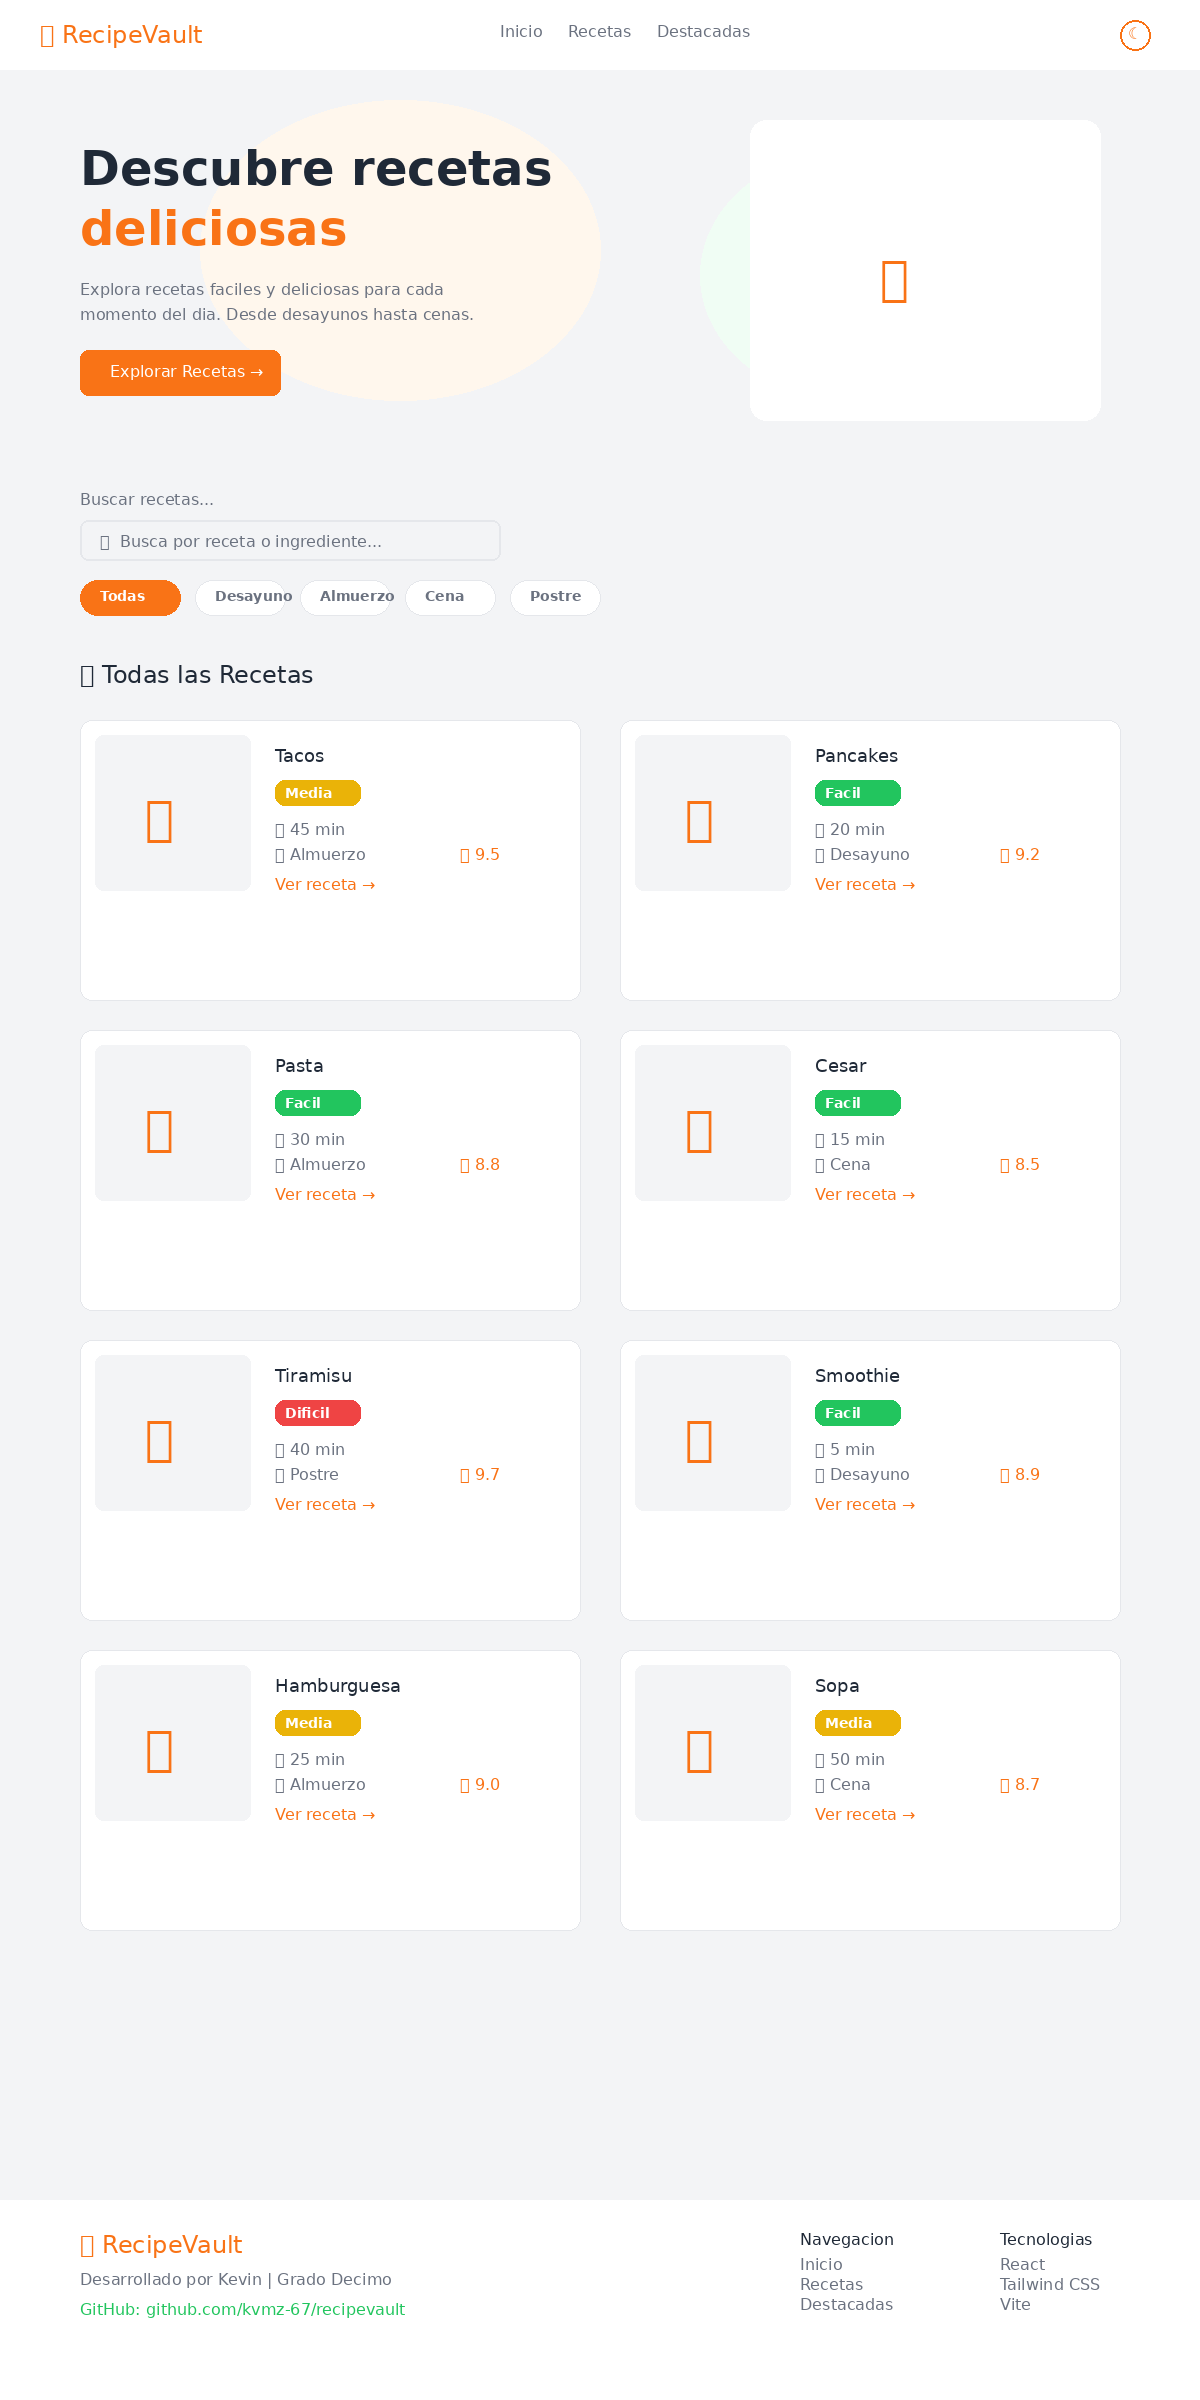 RecipeVault
Inicio Recetas Destacadas
☾
Descubre recetas
deliciosas
Explora recetas faciles y deliciosas para cada
momento del dia. Desde desayunos hasta cenas.
Explorar Recetas →
Buscar recetas...
Busca por receta o ingrediente...
Todas Desayuno Almuerzo Cena Postre
Todas las Recetas
Tacos
Media
45 min
Almuerzo 9.5
Ver receta →
Pancakes
Facil
20 min
Desayuno 9.2
Ver receta →
Pasta
Facil
30 min
Almuerzo 8.8
Ver receta →
Cesar
Facil
15 min
Cena 8.5
Ver receta →
Tiramisu
Dificil
40 min
Postre 9.7
Ver receta →
Smoothie
Facil
5 min
Desayuno 8.9
Ver receta →
Hamburguesa
Media
25 min
Almuerzo 9.0
Ver receta →
Sopa
Media
50 min
Cena 8.7
Ver receta →
RecipeVault
Desarrollado por Kevin | Grado Decimo
GitHub: github.com/kvmz-67/recipevault
Navegacion
Inicio
Recetas
Destacadas
Tecnologias
React
Tailwind CSS
Vite